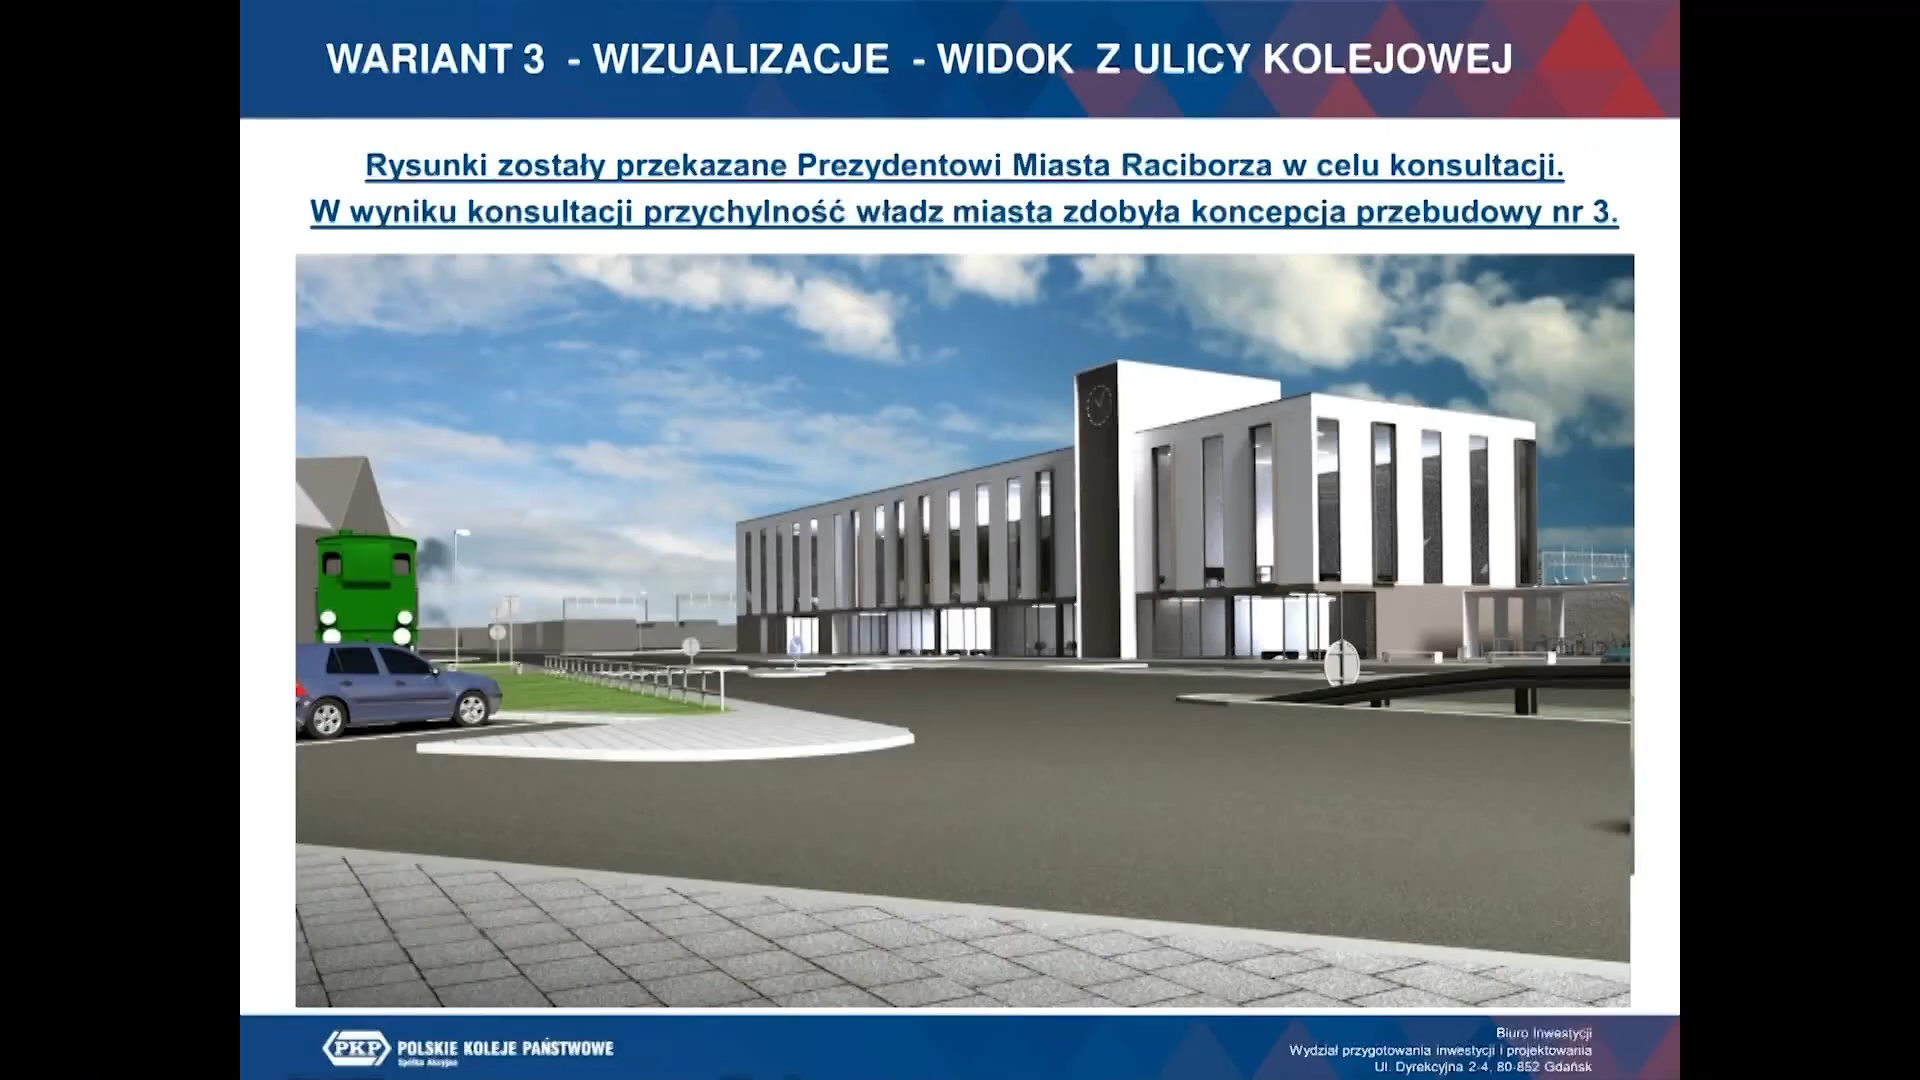 WARIANT 3 - WIZUALIZACJE - WIDOK Z ULICY KOLEJOWEJ
Rysunki zostały przekazane Prezydentowi Miasta Raciborza w celu konsultacji.
W wyniku konsultacji przychylność władz miasta zdobyła koncepcja przebudowy nr 3.
PKP POLSKIE KOLEJE PAŃSTWOWE
Spółka Akcyjna
Biuro Inwestycji
Wydział przygotowania inwestycji i projektowania
Ul. Dyrekcyjna 2-4, 80-852 Gdańsk